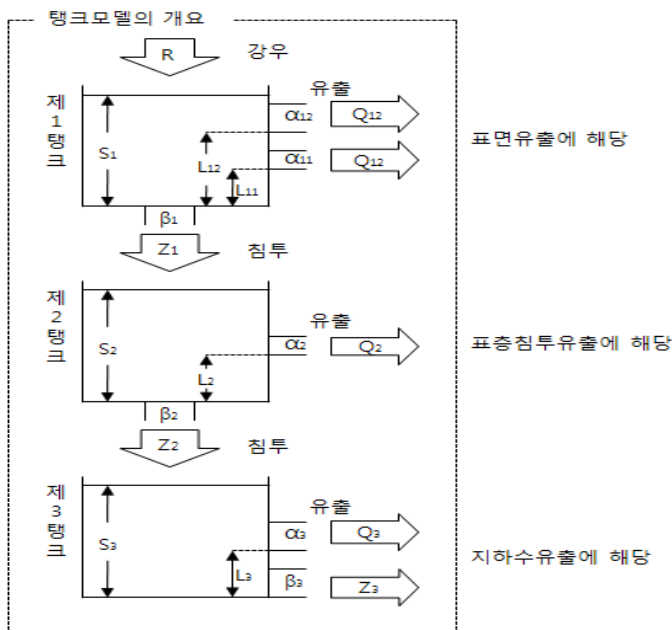 탱크모델의 개요
R
강우
제1탱크
유출
S₁
L₁₂
L₁₁
α₁₂
Q₁₂
α₁₁
Q₁₂
표면유출에 해당
β₁
Z₁
침투
제2탱크
유출
S₂
L₂
α₂
Q₂
표층침투유출에 해당
β₂
Z₂
침투
제3탱크
유출
S₃
L₃
α₃
Q₃
β₃
Z₃
지하수유출에 해당